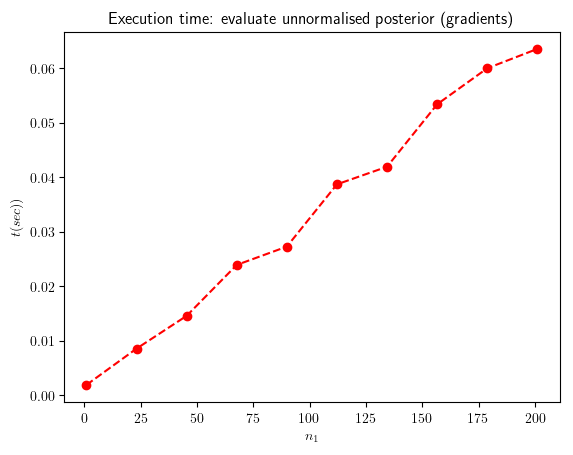 Execution time: evaluate unnormalised posterior (gradients)
0.06
0.05
0.04
0.03
0.02
0.01
0.00
t(sec))
0 25 50 75 100 125 150 175 200
n₁